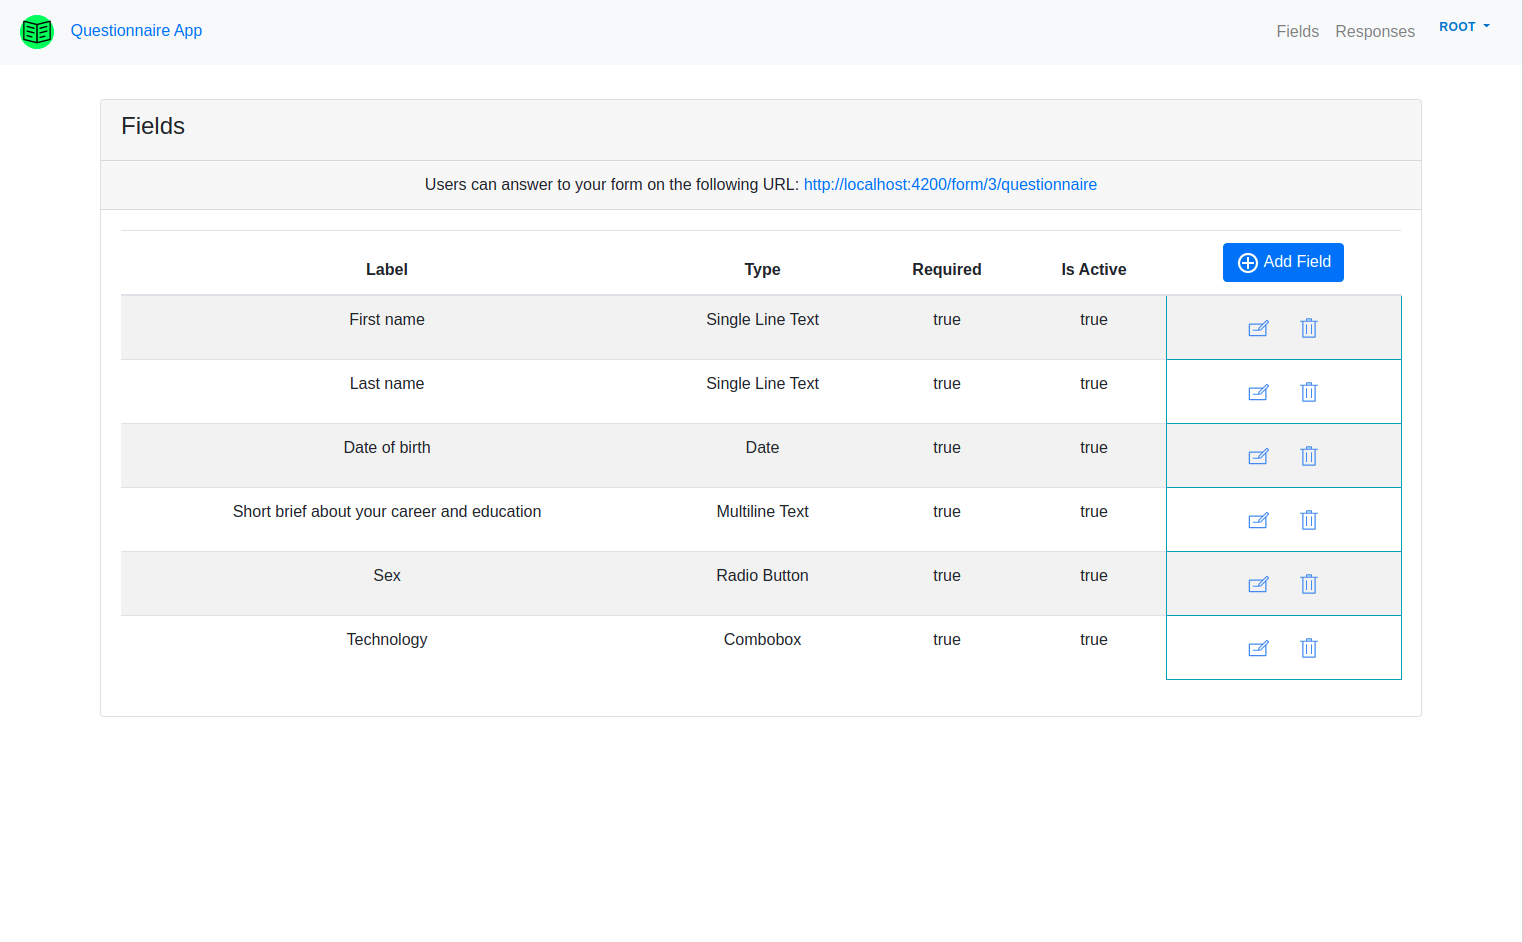 Questionnaire App Fields Responses ROOT
Fields
Users can answer to your form on the following URL: http://localhost:4200/form/3/questionnaire
Label Type Required Is Active Add Field
First name Single Line Text true true
Last name Single Line Text true true
Date of birth Date true true
Short brief about your career and education Multiline Text true true
Sex Radio Button true true
Technology Combobox true true